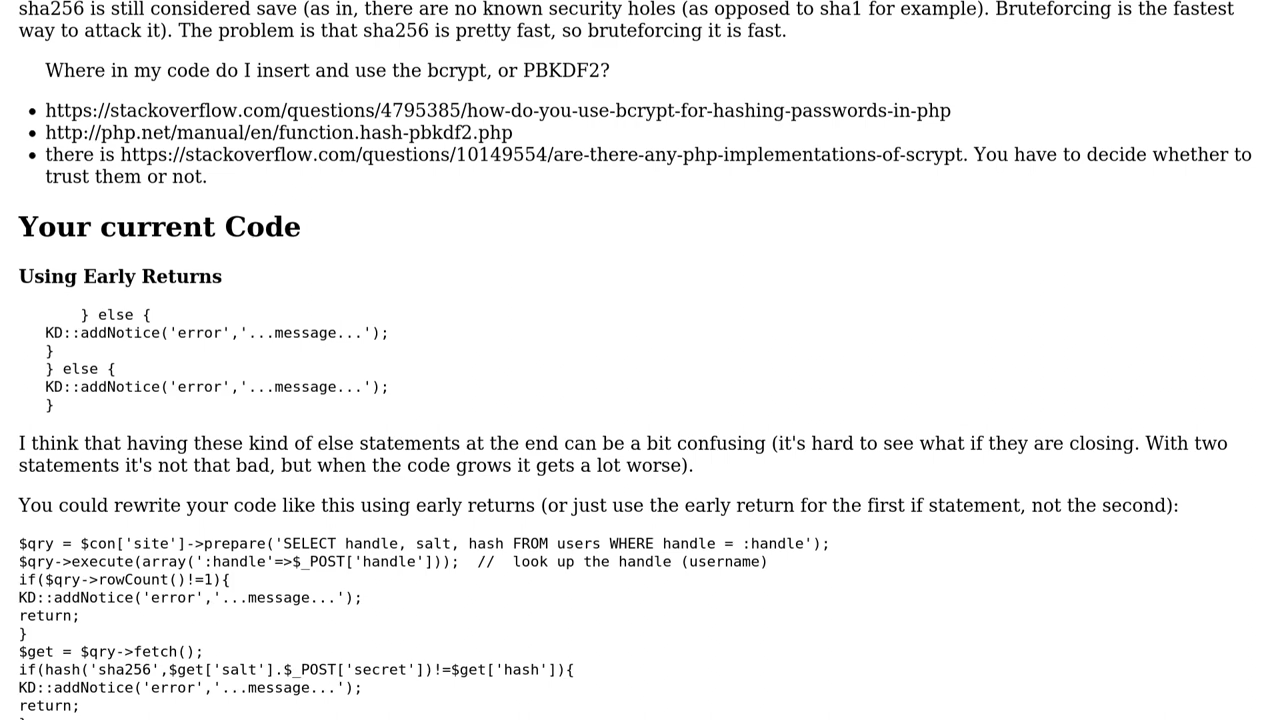 sha256 is still considered save (as in, there are no known security holes (as opposed to sha1 for example). Bruteforcing is the fastest
way to attack it). The problem is that sha256 is pretty fast, so bruteforcing it is fast.
Where in my code do I insert and use the bcrypt, or PBKDF2?
• https://stackoverflow.com/questions/4795385/how-do-you-use-bcrypt-for-hashing-passwords-in-php
• http://php.net/manual/en/function.hash-pbkdf2.php
• there is https://stackoverflow.com/questions/10149554/are-there-any-php-implementations-of-scrypt. You have to decide whether to
trust them or not.
Your current Code
Using Early Returns
} else {
KD::addNotice('error','...message...');
}
} else {
KD::addNotice('error','...message...');
}
I think that having these kind of else statements at the end can be a bit confusing (it's hard to see what if they are closing. With two
statements it's not that bad, but when the code grows it gets a lot worse).
You could rewrite your code like this using early returns (or just use the early return for the first if statement, not the second):
$qry = $con['site']->prepare('SELECT handle, salt, hash FROM users WHERE handle = :handle');
$qry->execute(array(':handle'=>$_POST['handle']));  //  look up the handle (username)
if($qry->rowCount()!=1){
KD::addNotice('error','...message...');
return;
}
$get = $qry->fetch();
if(hash('sha256',$get['salt'].$_POST['secret'])!=$get['hash']){
KD::addNotice('error','...message...');
return;